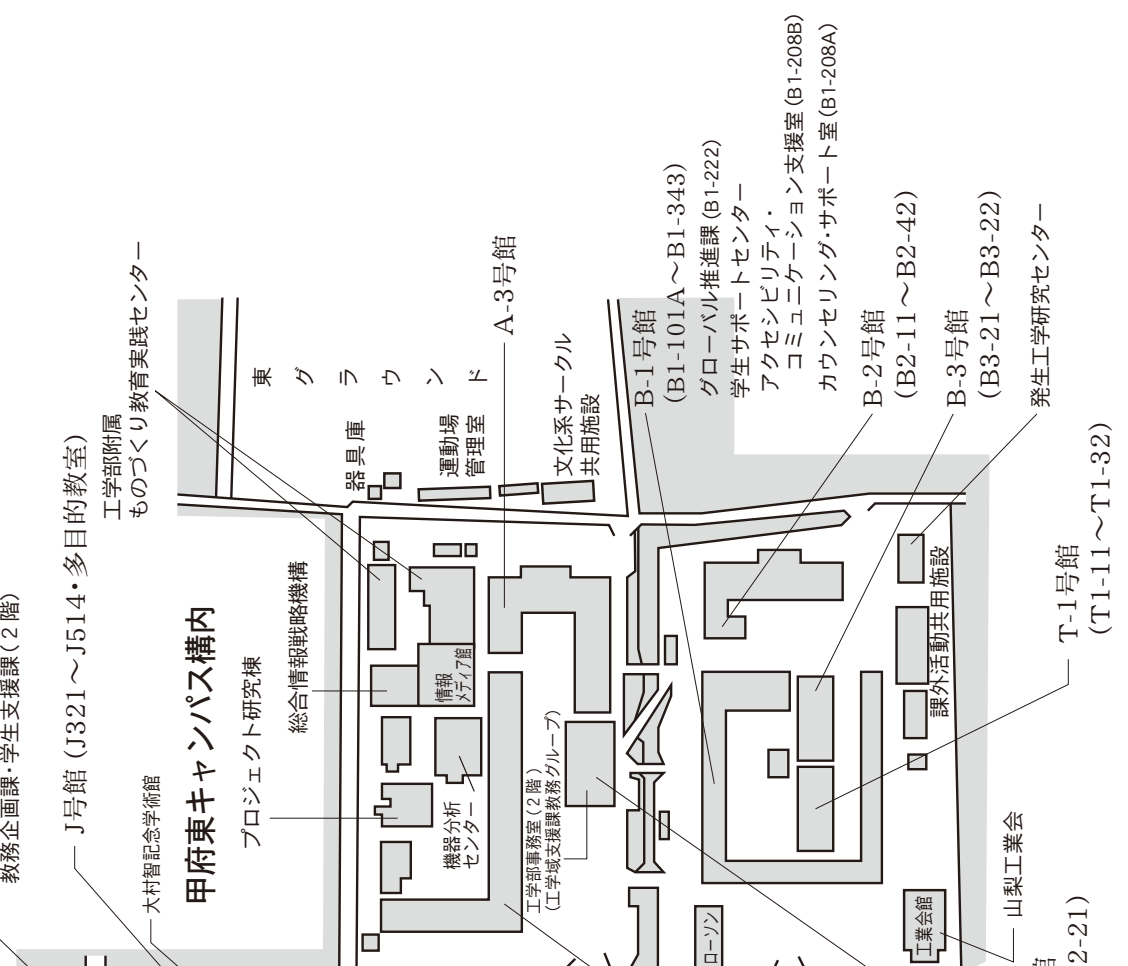 教務企画課・学生支援課(2階)
J号館 (J321〜J514・多目的教室)
大村智記念学術館
工学部附属
ものづくり教育実践センター
甲府東キャンパス構内
プロジェクト研究棟
総合情報戦略機構
東グラウンド
器具庫
運動場
管理室
A-3号館
文化系サークル
共用施設
情報
メディア館
機器分析
センター
工学部事務室(2階)
(工学域支援課教務グループ)
B-1号館
(B1-101A〜B1-343)
グローバル推進課(B1-222)
学生サポートセンター
アクセシビリティ・
コミュニケーション支援室(B1-208B)
カウンセリング・サポート室(B1-208A)
B-2号館
(B2-11〜B2-42)
B-3号館
(B3-21〜B3-22)
発生工学研究センター
課外活動共用施設
T-1号館
(T1-11〜T1-32)
ローソン
工業会館
山梨工業会
館
2-21)